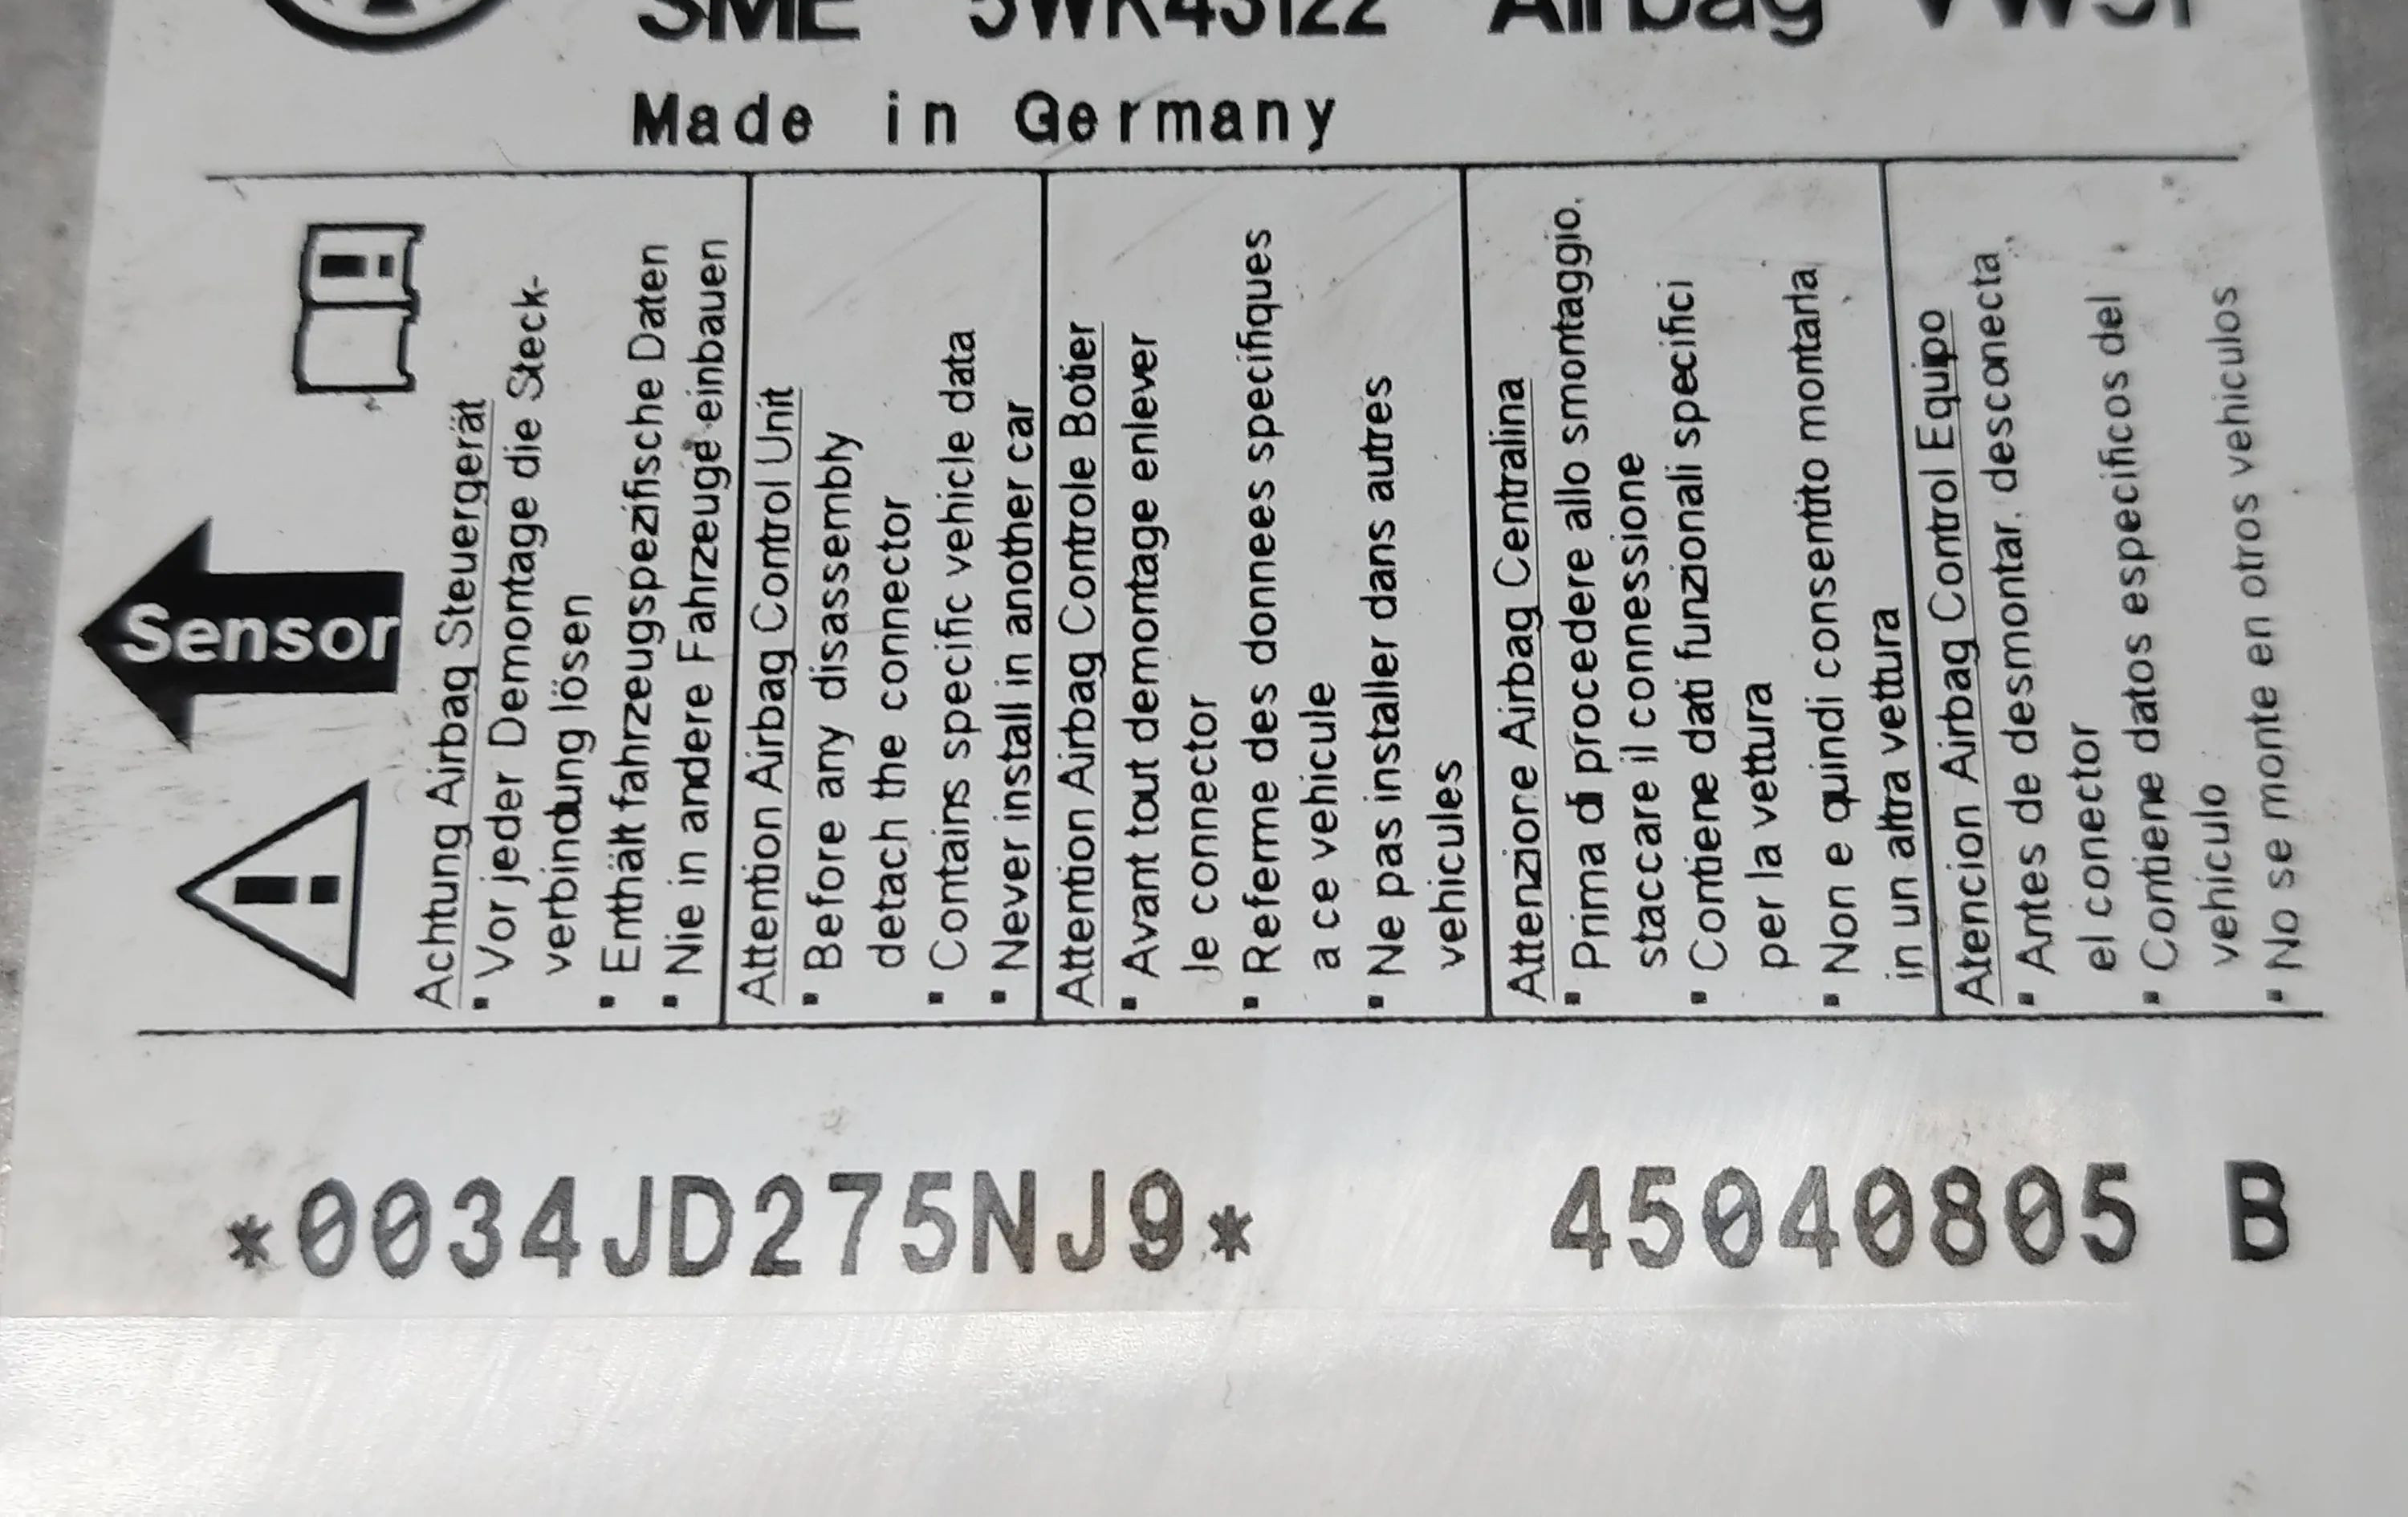 SME 5WK43122 Airbag VW5I
Made in Germany
Sensor
Achtung Airbag Steuergerät
▪ Vor jeder Demontage die Steck-
verbindung lösen
▪ Enthält fahrzeugspezifische Daten
▪ Nie in andere Fahrzeuge einbauen
Attention Airbag Control Unit
▪ Before any disassembly
detach the connector
▪ Contains specific vehicle data
▪ Never install in another car
Attention Airbag Controle Botier
▪ Avant tout demontage enlever
le connector
▪ Referme des donnees specifiques
a ce vehicule
▪ Ne pas installer dans autres
vehicules
Attenzione Airbag Centralina
▪ Prima di procedere allo smontaggio.
staccare il connessione
▪ Contiene dati funzionali specifici
per la vettura
▪ Non e quindi consentito montarla
in un altra vettura
Atencion Airbag Control Equipo
▪ Antes de desmontar. desconecta
el conector
▪ Contiene datos especificos del
vehiculo
▪ No se monte en otros vehiculos
*0034JD275NJ9* 45040805 B